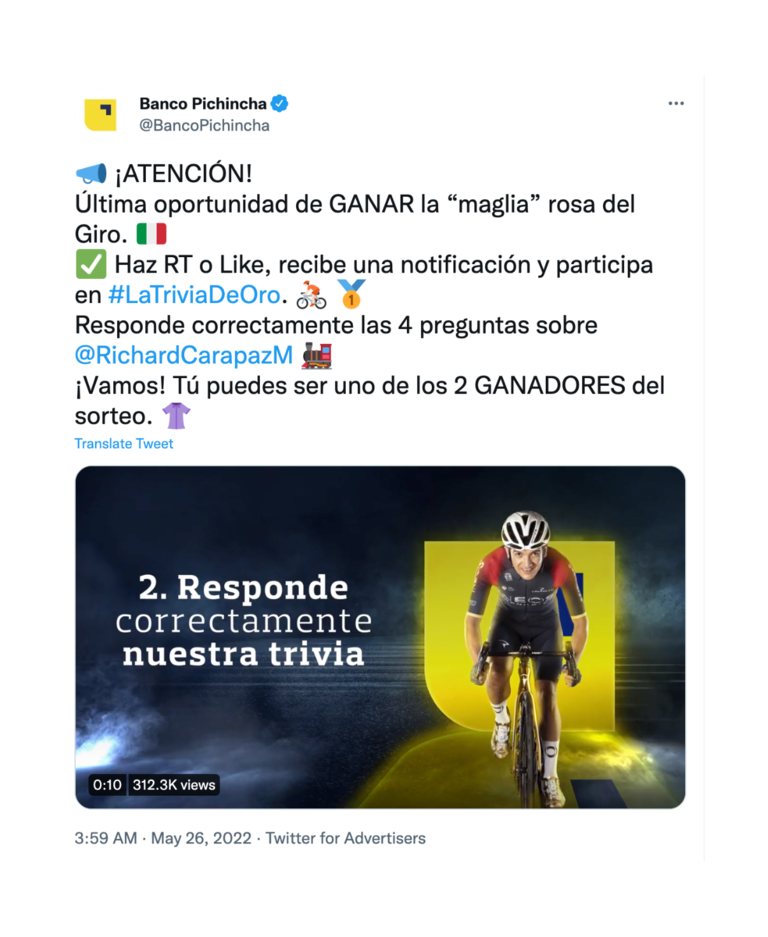 Banco Pichincha
@BancoPichincha
📣 ¡ATENCIÓN!
Última oportunidad de GANAR la “maglia” rosa del
Giro. 🇮🇹
✅ Haz RT o Like, recibe una notificación y participa
en #LaTriviaDeOro. 🚴 🥇
Responde correctamente las 4 preguntas sobre
@RichardCarapazM 🚂
¡Vamos! Tú puedes ser uno de los 2 GANADORES del
sorteo. 👚
Translate Tweet
2. Responde
correctamente
nuestra trivia
0:10 312.3K views
3:59 AM · May 26, 2022 · Twitter for Advertisers